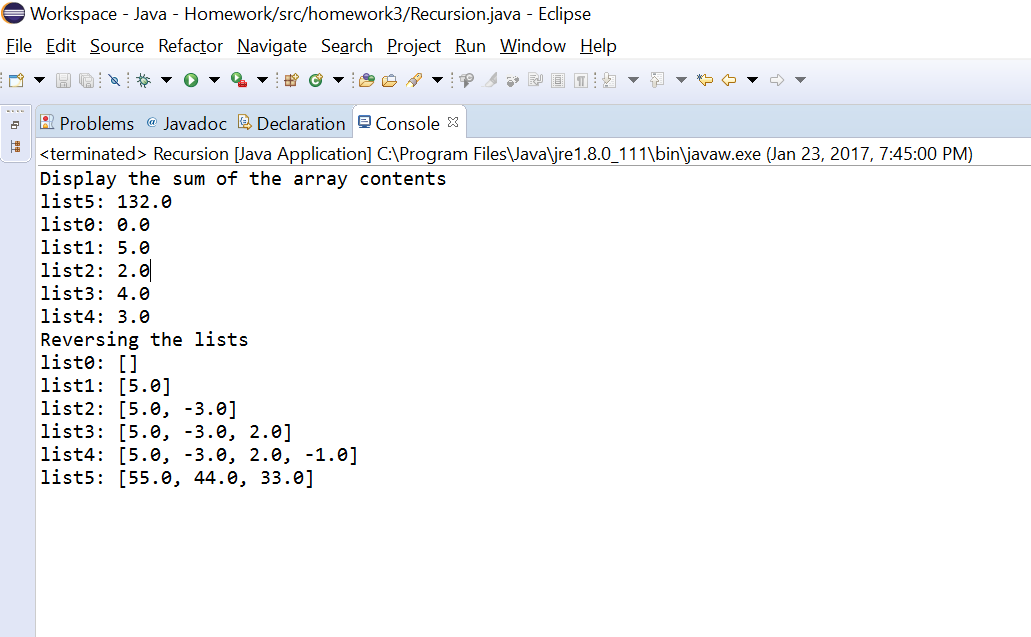 Workspace - Java - Homework/src/homework3/Recursion.java - Eclipse
File Edit Source Refactor Navigate Search Project Run Window Help
Problems @ Javadoc Declaration Console
<terminated> Recursion [Java Application] C:\Program Files\Java\jre1.8.0_111\bin\javaw.exe (Jan 23, 2017, 7:45:00 PM)
Display the sum of the array contents
list5: 132.0
list0: 0.0
list1: 5.0
list2: 2.0
list3: 4.0
list4: 3.0
Reversing the lists
list0: []
list1: [5.0]
list2: [5.0, -3.0]
list3: [5.0, -3.0, 2.0]
list4: [5.0, -3.0, 2.0, -1.0]
list5: [55.0, 44.0, 33.0]